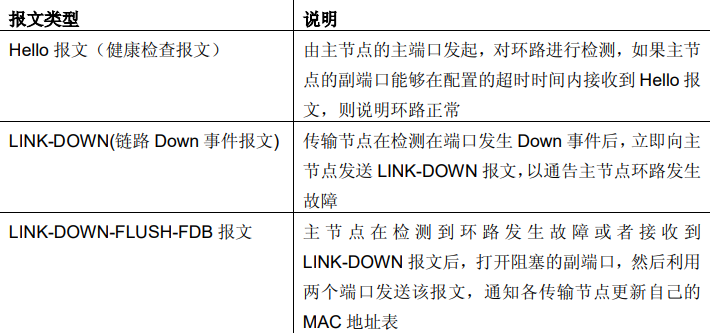 报文类型 说明
Hello 报文（健康检查报文） 由主节点的主端口发起，对环路进行检测，如果主节
点的副端口能够在配置的超时时间内接收到 Hello 报
文，则说明环路正常
LINK-DOWN(链路 Down 事件报文) 传输节点在检测在端口发生 Down 事件后，立即向主
节点发送 LINK-DOWN 报文，以通告主节点环路发生
故障
LINK-DOWN-FLUSH-FDB 报文 主节点在检测到环路发生故障或者接收到
LINK-DOWN 报文后，打开阻塞的副端口，然后利用
两个端口发送该报文，通知各传输节点更新自己的
MAC 地址表